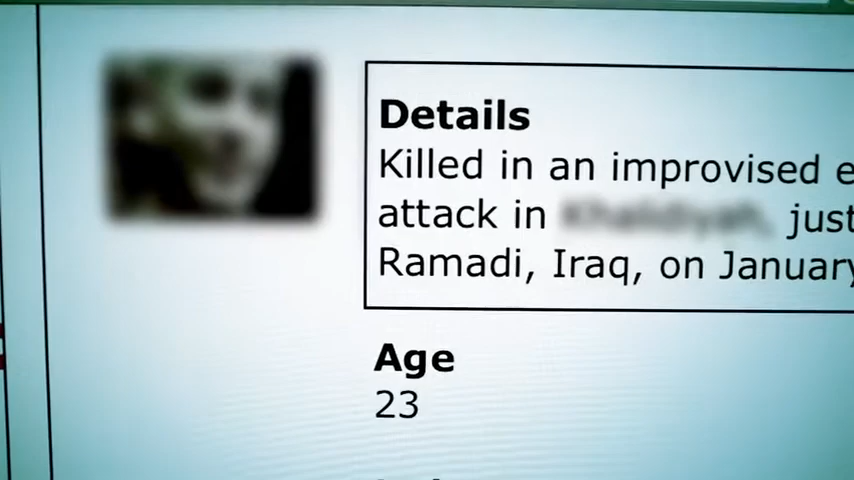 Details
Killed in an improvised e
attack in just
Ramadi, Iraq, on January
Age
23